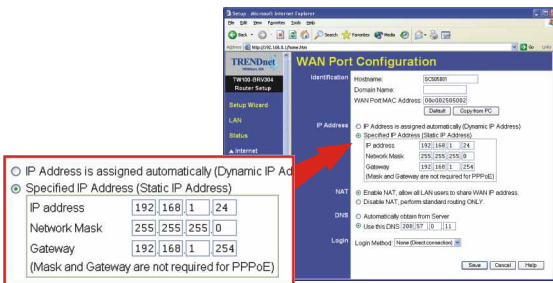 Setup - Microsoft Internet Explorer
File Edit View Favorites Tools Help
Back Search Favorites Media
Address http://192.168.0.1/home.htm Go Links
TRENDnet
TW100-BRV304
Router Setup
Setup Wizard
LAN
Status
Internet
WAN Port Configuration
Identification
Hostname: SC505801
Domain Name:
WAN Port MAC Address: 00c002505002
Default Copy from PC
IP Address
IP Address is assigned automatically (Dynamic IP Address)
Specified IP Address (Static IP Address)
IP address 192 168 1 24
Network Mask 255 255 255 0
Gateway 192 168 1 254
(Mask and Gateway are not required for PPPoE)
NAT
Enable NAT, allow all LAN users to share WAN IP address.
Disable NAT, perform standard routing ONLY.
DNS
Automatically obtain from Server
Use this DNS 208 57 0 11
Login
Login Method: None (Direct connection)
Save Cancel Help
IP Address is assigned automatically (Dynamic IP Ad
Specified IP Address (Static IP Address)
IP address 192 168 1 24
Network Mask 255 255 255 0
Gateway 192 168 1 254
(Mask and Gateway are not required for PPPoE)